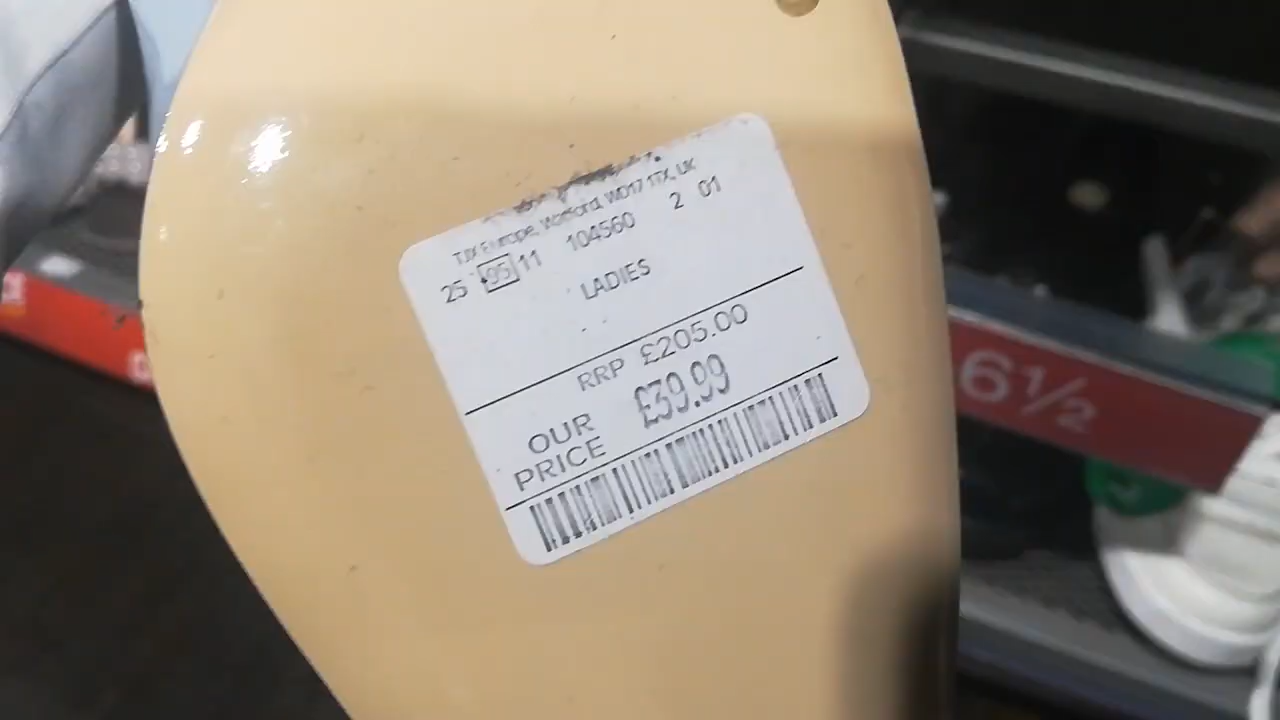 TJX Europe, Watford, WD17 1TX, UK
25 95 11 104560 2 01
LADIES
RRP £205.00
OUR PRICE £39.99
6½